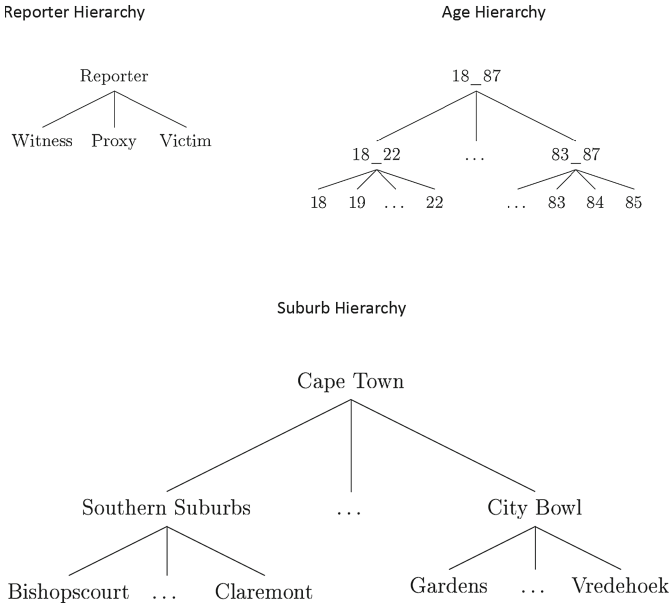 Reporter Hierarchy
Age Hierarchy
Reporter
18_87
Witness Proxy Victim
18_22 ... 83_87
18 19 ... 22 ... 83 84 85
Suburb Hierarchy
Cape Town
Southern Suburbs ... City Bowl
Bishopscourt ... Claremont Gardens ... Vredehoek